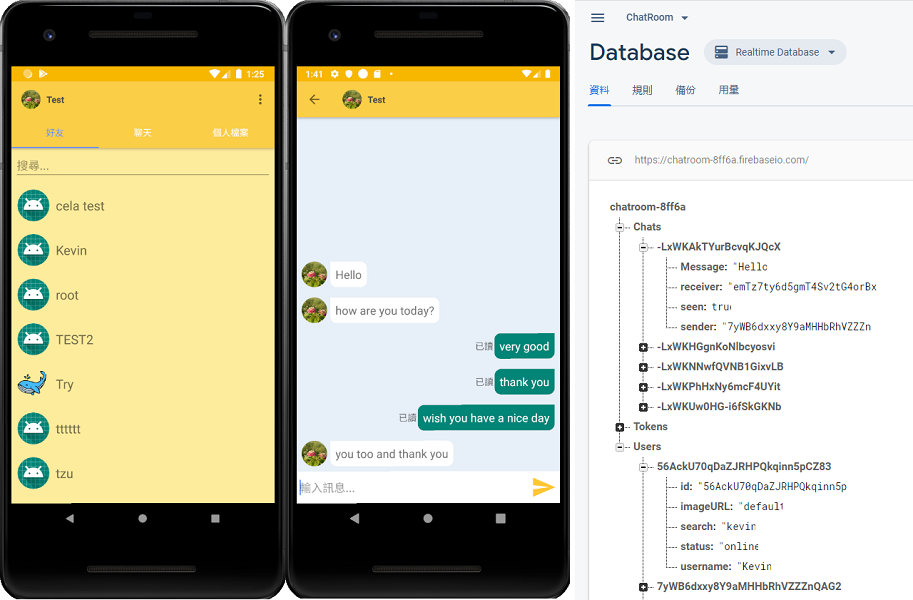 1:25
Test
好友
聊天
個人檔案
搜尋...
cela test
Kevin
root
TEST2
Try
tttttt
tzu
1:41
Test
Hello
how are you today?
已讀 very good
已讀 thank you
已讀 wish you have a nice day
you too and thank you
輸入訊息...
ChatRoom
Database
Realtime Database
資料
規則
備份
用量
https://chatroom-8ff6a.firebaseio.com/
chatroom-8ff6a
Chats
-LxWKAkTYurBcvqKJQcX
Message: "Hello
receiver: "emTz7ty6d5gmT4Sv2tG4orBx
seen: true
sender: "7yWB6dxxy8Y9aMHHbRhVZZZn
-LxWKHGgnKoNlbcyosvi
-LxWKNNwfQVNB1GixvLB
-LxWKPhHxNy6mcF4UYit
-LxWKUw0HG-i6fSkGKNb
Tokens
Users
56AckU70qDaZJRHPQkqinn5pCZ83
id: "56AckU70qDaZJRHPQkqinn5p
imageURL: "default
search: "kevin
status: "online
username: "Kevin
7yWB6dxxy8Y9aMHHbRhVZZZnQAG2